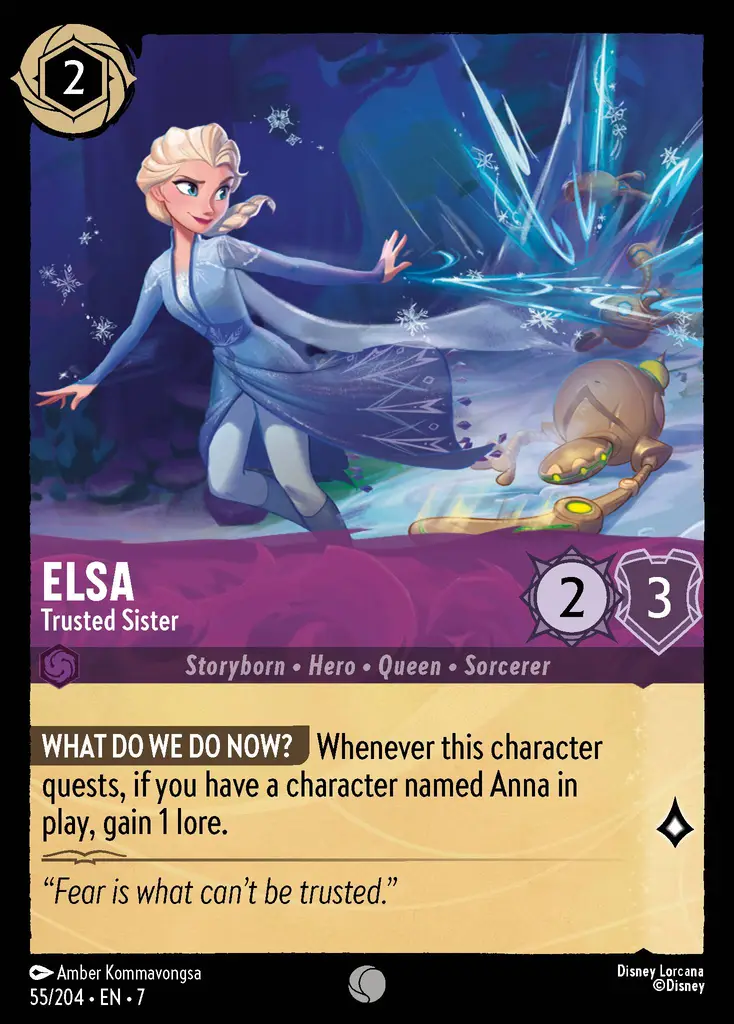 2
ELSA
Trusted Sister
2
3
Storyborn • Hero • Queen • Sorcerer
WHAT DO WE DO NOW? Whenever this character
quests, if you have a character named Anna in
play, gain 1 lore.
“Fear is what can’t be trusted.”
Amber Kommavongsa
55/204 • EN • 7
Disney Lorcana
©Disney